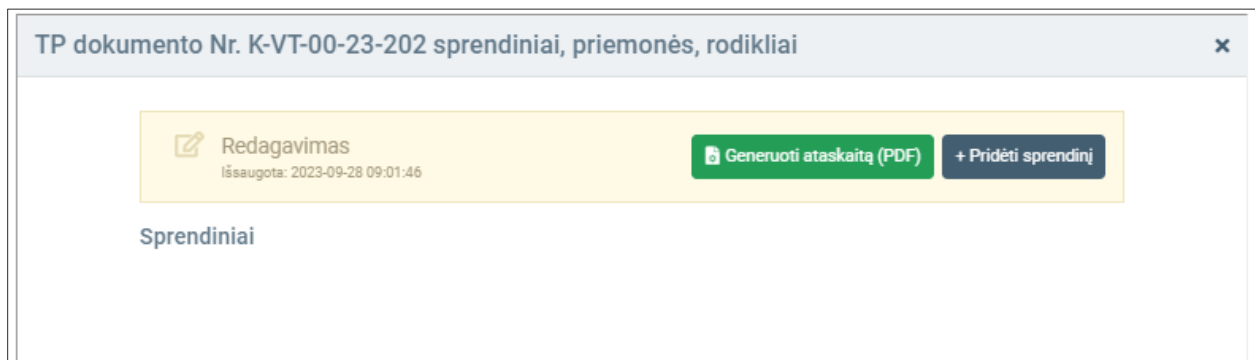 TP dokumento Nr. K-VT-00-23-202 sprendiniai, priemonės, rodikliai
Redagavimas
Išsaugota: 2023-09-28 09:01:46
Generuoti ataskaitą (PDF)
+ Pridėti sprendinį
Sprendiniai